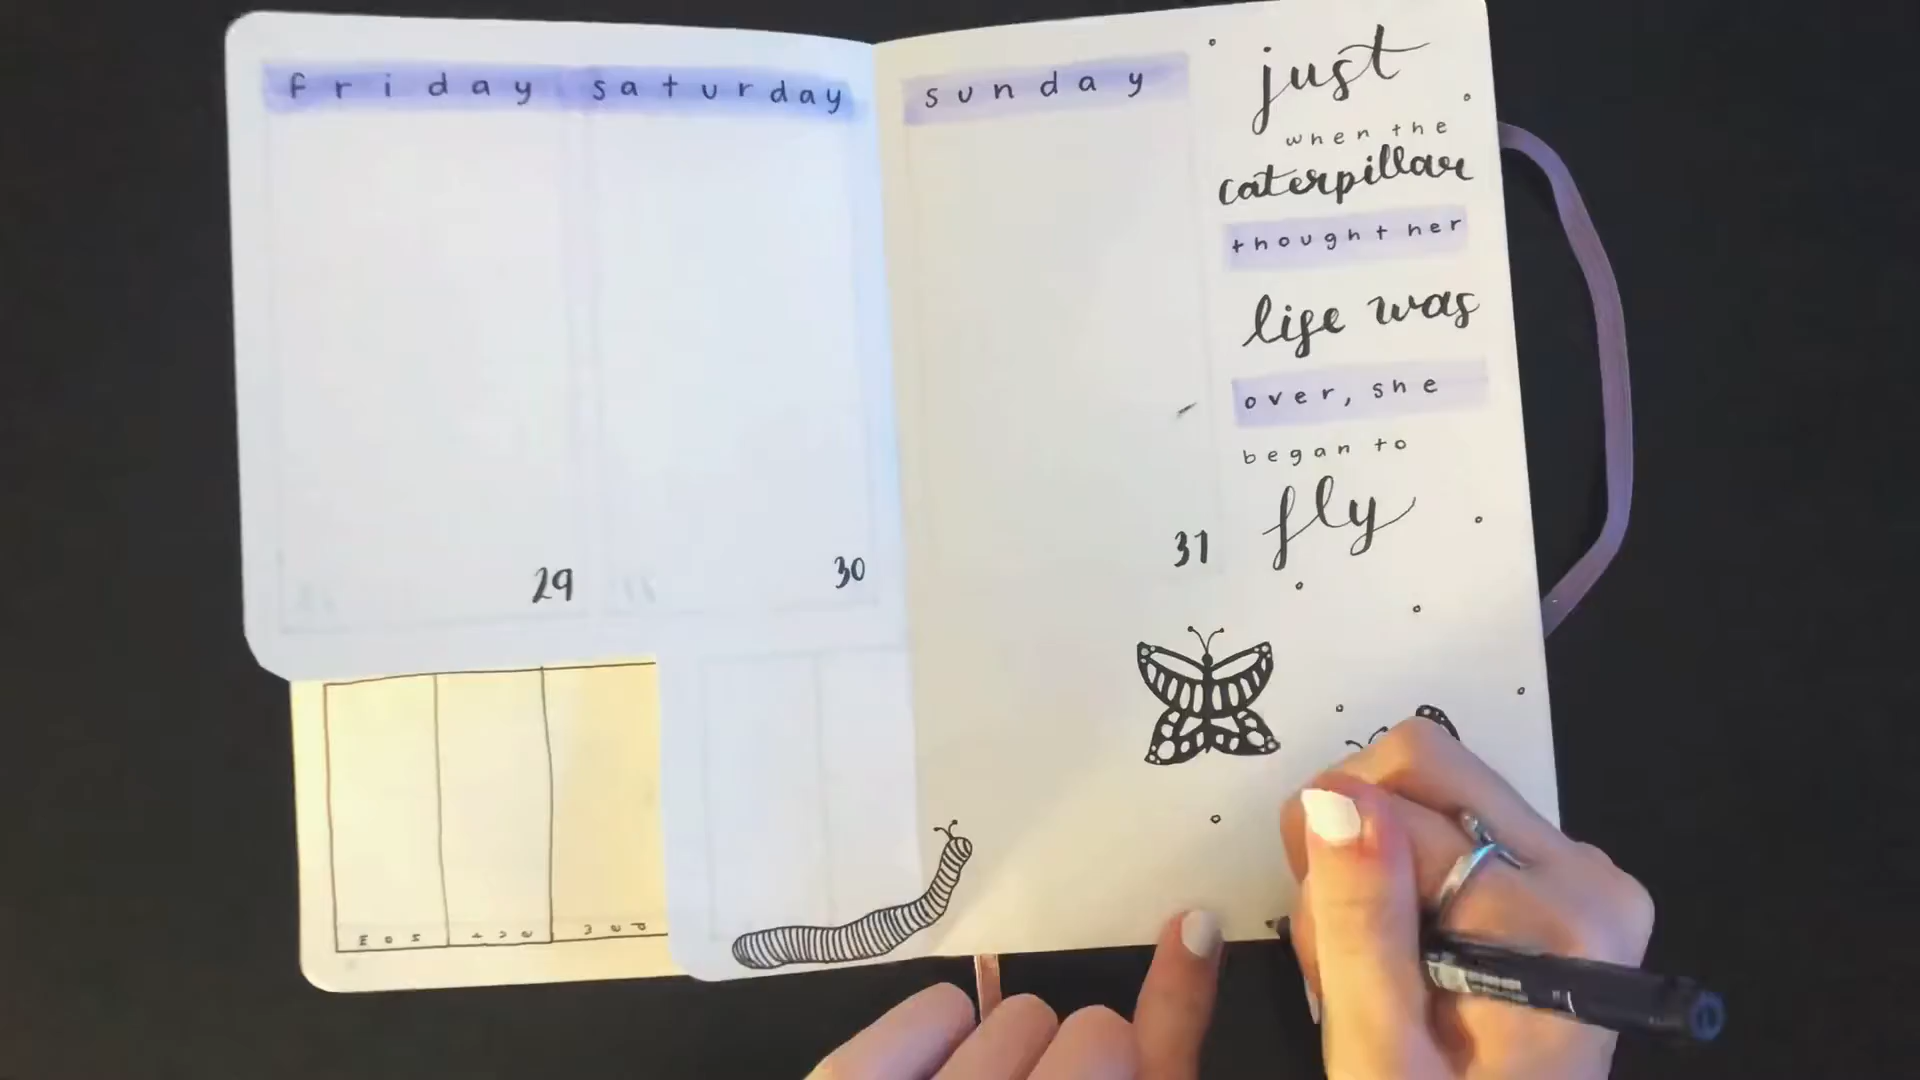 friday saturday
sunday
29
30
31
just
when the
caterpillar
thought her
life was
over, she
began to
fly